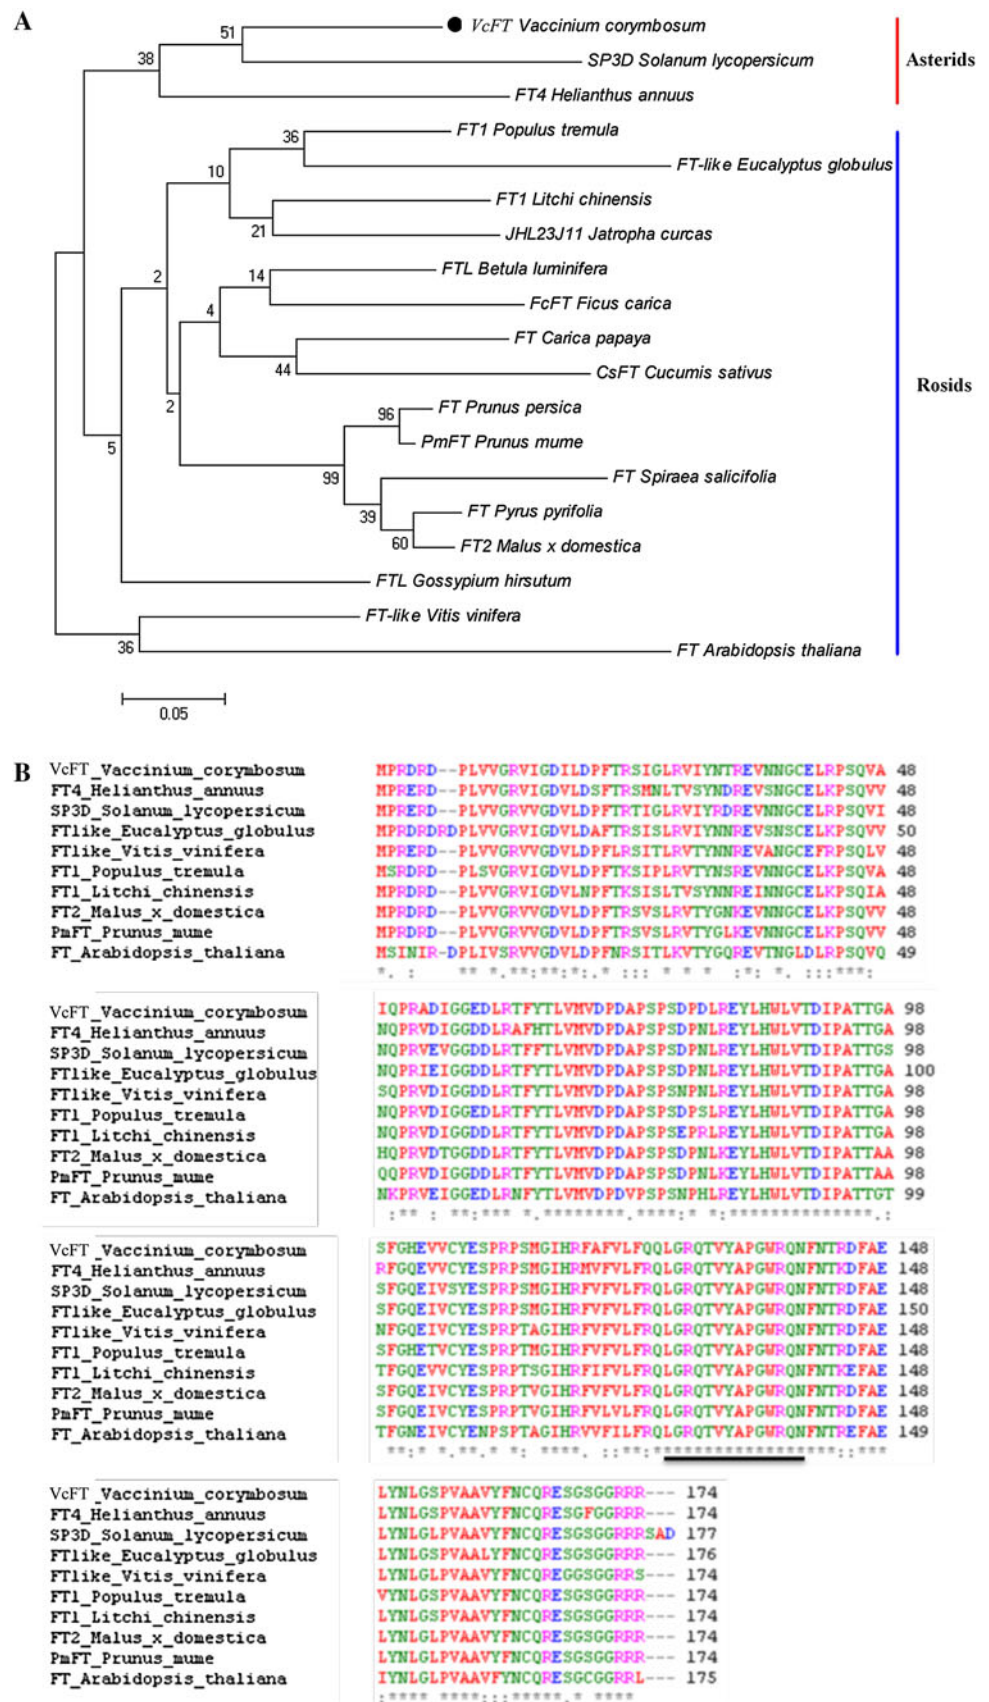 A
51
VcFT Vaccinium corymbosum
SP3D Solanum lycopersicum
38
FT4 Helianthus annuus
Asterids
36
FT1 Populus tremula
FT-like Eucalyptus globulus
10
FT1 Litchi chinensis
21
JHL23J11 Jatropha curcas
2
14
FTL Betula luminifera
FcFT Ficus carica
4
FT Carica papaya
44
CsFT Cucumis sativus
Rosids
2
96
FT Prunus persica
PmFT Prunus mume
5
99
FT Spiraea salicifolia
39
FT Pyrus pyrifolia
60
FT2 Malus x domestica
FTL Gossypium hirsutum
FT-like Vitis vinifera
36
FT Arabidopsis thaliana
0.05
B
VcFT_Vaccinium_corymbosum MPRDRD--PLVVGRVIGDILDPFTRSIGLRVIYNTREVNNGCELRPSQVA 48
FT4_Helianthus_annuus MPRERD--PLVVGRVIGDVLDSFTRSMNLTVSYNDREVSNGCELKPSQVV 48
SP3D_Solanum_lycopersicum MPRERD--PLVVGRVVGDVLDPFTRTIGLRVIYRDREVNNGCELRPSQVI 48
FTlike_Eucalyptus_globulus MPRDRDRDPLVVGRVIGDVLDAFTRSISLRVIYNNREVSNSCELKPSQVV 50
FTlike_Vitis_vinifera MPRERD--PLVVGRVVGDVLDPFLRSITLRVTYNNREVANGCEFRPSQLV 48
FT1_Populus_tremula MSRDRD--PLSVGRVIGDVLDPFTKSIPLRVTYNSREVNNGCELKPSQVA 48
FT1_Litchi_chinensis MPRDRD--PLVVGRVIGDVLNPFTKSISLTVSYNNREINNGCELKPSQIA 48
FT2_Malus_x_domestica MPRDRD--PLVVGRVVGDVLDPFTRSVSLRVTYGNKEVNNGCELKPSQVV 48
PmFT_Prunus_mume MPRDRD--PLVVGRVVGDVLDPFTRSVSLRVTYGLKEVNNGCELKPSQVV 48
FT_Arabidopsis_thaliana MSINIR-DPLIVSRVVGDVLDPFNRSITLKVTYGQREVTNGLDLRPSQVQ 49
VcFT_Vaccinium_corymbosum IQPRADIGGEDLRTFYTLVMVDPDAPSPSDPDLREYLHWLVTDIPATTGA 98
FT4_Helianthus_annuus NQPRVDIGGDDLRAFHTLVMVDPDAPSPSDPNLREYLHWLVTDIPATTGA 98
SP3D_Solanum_lycopersicum NQPRVEVGGDDLRTFFTLVMVDPDAPSPSDPNLREYLHWLVTDIPATTGS 98
FTlike_Eucalyptus_globulus NQPRIEIGGDDLRTFYTLVMVDPDAPSPSDPNLREYLHWLVTDIPATTGA 100
FTlike_Vitis_vinifera SQPRVDIGGDDLRTFYTLVMVDPDAPSPSNPNLREYLHWLVTDIPATTGA 98
FT1_Populus_tremula NQPRVDIGGEDLRTFYTLVMVDPDAPSPSDPSLREYLHWLVTDIPATTGA 98
FT1_Litchi_chinensis NQPRVDIGGDDLRTFYTLVMVDPDAPSPSEPRLREYLHWLVTDIPATTGA 98
FT2_Malus_x_domestica HQPRVDTGGDDLRTFYTLVMVDPDAPSPSDPNLKEYLHWLVTDIPATTAA 98
PmFT_Prunus_mume QQPRVDIGGDDLRTFYTLVMVDPDAPSPSDPNLKEYLHWLVTDIPATTAA 98
FT_Arabidopsis_thaliana NKPRVEIGGEDLRNFYTLVMVDPDVPSPSNPHLREYLHWLVTDIPATTGT 99
VcFT_Vaccinium_corymbosum SFGHEVVCYESPRPSMGIHRFAFVLFQQLGRQTVYAPGWRQNFNTRDFAE 148
FT4_Helianthus_annuus RFGQEVVCYESPRPSMGIHRMVFVLFRQLGRQTVYAPGWRQNFNTKDFAE 148
SP3D_Solanum_lycopersicum SFGQEIVSYESPRPSMGIHRFVFVLFRQLGRQTVYAPGWRQNFNTRDFAE 148
FTlike_Eucalyptus_globulus SFGQEIVCYESPRPTMGIHRFVFVLFRQLGRQTVYAPGWRQNFNTRDFAE 150
FTlike_Vitis_vinifera NFGQEIVCYESPRPTAGIHRFVFVLFRQLGRQTVYAPGWRQNFNTRDFAE 148
FT1_Populus_tremula SFGHETVCYESPRPTMGIHRFVFVLFRQLGRQTVYAPGWRQNFNTRDFAE 148
FT1_Litchi_chinensis TFGQEVVCYESPRPTSGIHRFIFVLFRQLGRQTVYAPGWRQNFNTKEFAE 148
FT2_Malus_x_domestica SFGQEIVCYESPRPTVGIHRFVFVLFRQLGRQTVYAPGWRQNFNTRDFAE 148
PmFT_Prunus_mume SFGQEIVCYESPRPTVGIHRFVLVLFRQLGRQTVYAPGWRQNFNTRDFAE 148
FT_Arabidopsis_thaliana TFGNEIVCYENPSPTAGIHRVVFILFRQLGRQTVYAPGWRQNFNTREFAE 149
VcFT_Vaccinium_corymbosum LYNLGSPVAAVYFNCQRESGSGGRRR--- 174
FT4_Helianthus_annuus LYNLGSPVAAVYFNCQRESGSGFGGRRR--- 174
SP3D_Solanum_lycopersicum LYNLGLPVAAVYFNCQRESGSGGRRRSAD 177
FTlike_Eucalyptus_globulus LYNLGSPVAALYFNCQRESGSGGRRR--- 176
FTlike_Vitis_vinifera LYNLGLPVAAVYFNCQREGGSGGRRS--- 174
FT1_Populus_tremula VYNLGSPVAAVYFNCQRESGSGGRRR--- 174
FT1_Litchi_chinensis LYNLGSPVAAVYFNCQRESGSGGRRR--- 174
FT2_Malus_x_domestica LYNLGLPVAAVYFNCQRESGSGGRRR--- 174
PmFT_Prunus_mume LYNLGLPVAAVYFNCQRESGSGGRRR--- 174
FT_Arabidopsis_thaliana IYNLGLPVAAVFYNCQRESGCGGRRL--- 175